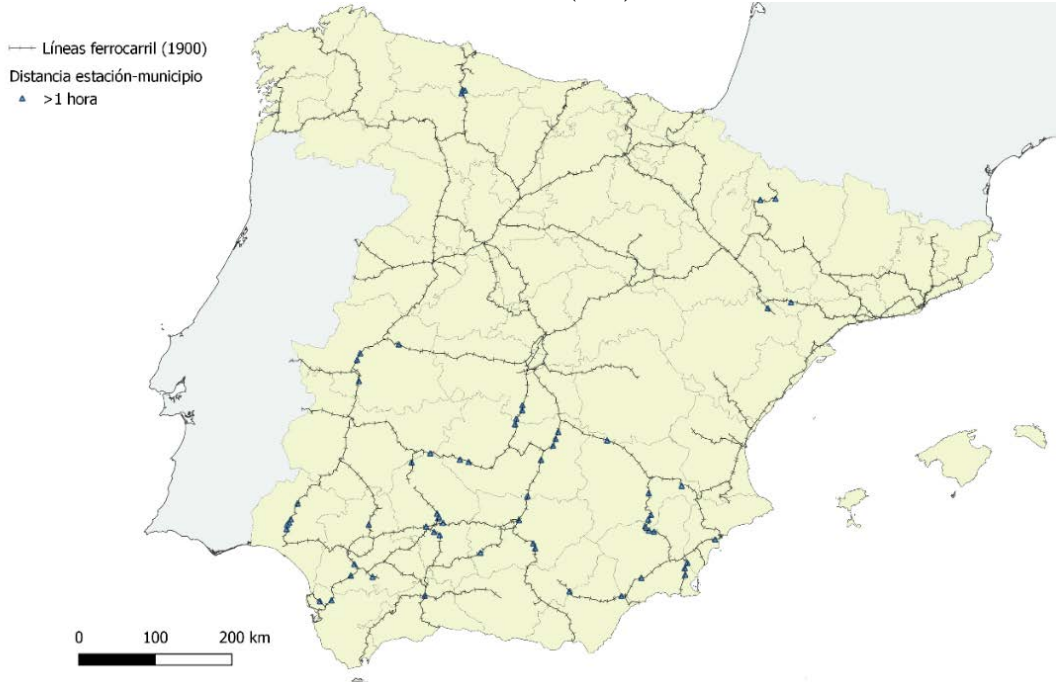 Líneas ferrocarril (1900)
Distancia estación-municipio
>1 hora
0 100 200 km